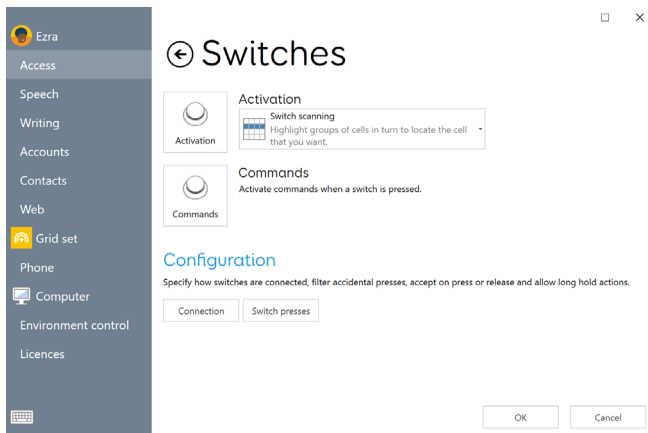 Ezra
Access
Speech
Writing
Accounts
Contacts
Web
Grid set
Phone
Computer
Environment control
Licences
Switches
Activation
Activation
Switch scanning
Highlight groups of cells in turn to locate the cell
that you want.
Commands
Commands
Activate commands when a switch is pressed.
Configuration
Specify how switches are connected, filter accidental presses, accept on press or release and allow long hold actions.
Connection
Switch presses
OK
Cancel